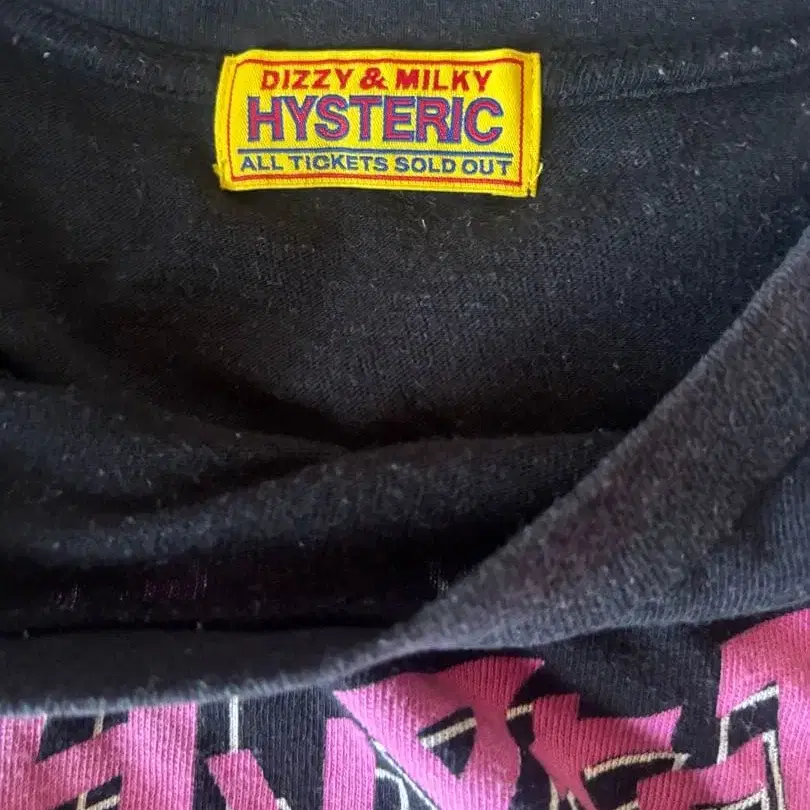 DIZZY & MILKY
HYSTERIC
ALL TICKETS SOLD OUT